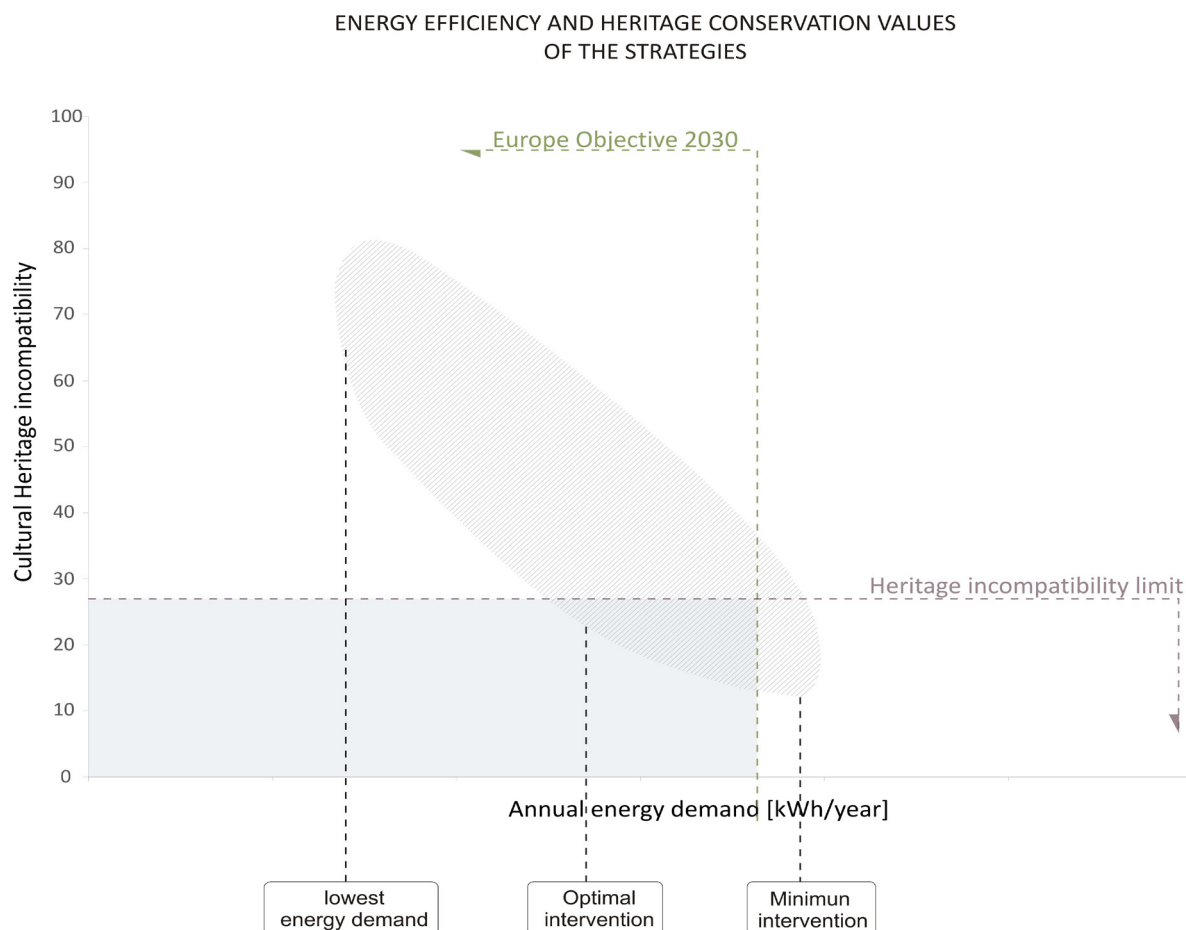 ENERGY EFFICIENCY AND HERITAGE CONSERVATION VALUES
OF THE STRATEGIES
100
Europe Objective 2030
90
80
70
60
50
40
30
20
10
0
Cultural Heritage incompatibility
Heritage incompatibility limit
Annual energy demand [kWh/year]
lowest
energy demand
Optimal
intervention
Minimun
intervention